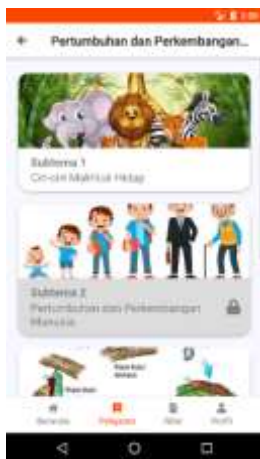 Pertumbuhan dan Perkembangan...
Subtema 1
Ciri-ciri Makhluk Hidup
Subtema 2
Pertumbuhan dan Perkembangan
Manusia
Beranda
Pelajaran
Nilai
Profil